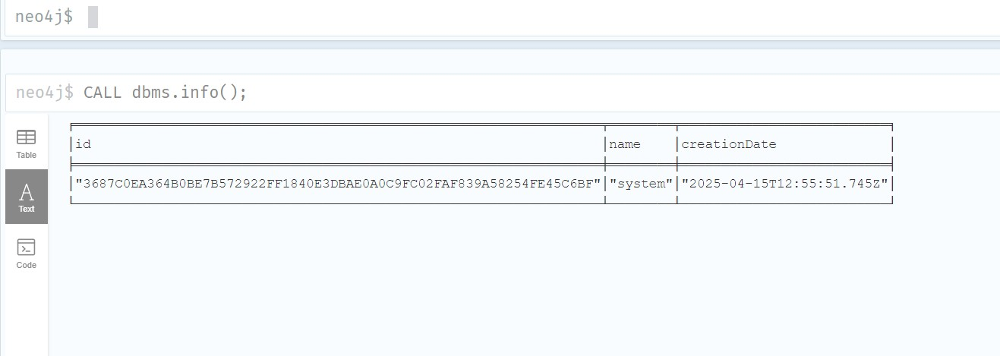 neo4j$
neo4j$ CALL dbms.info();
Table
Text
Code
id name creationDate
"3687C0EA364B0BE7B572922FF1840E3DBAE0A0C9FC02FAF839A58254FE45C6BF" "system" "2025-04-15T12:55:51.745Z"